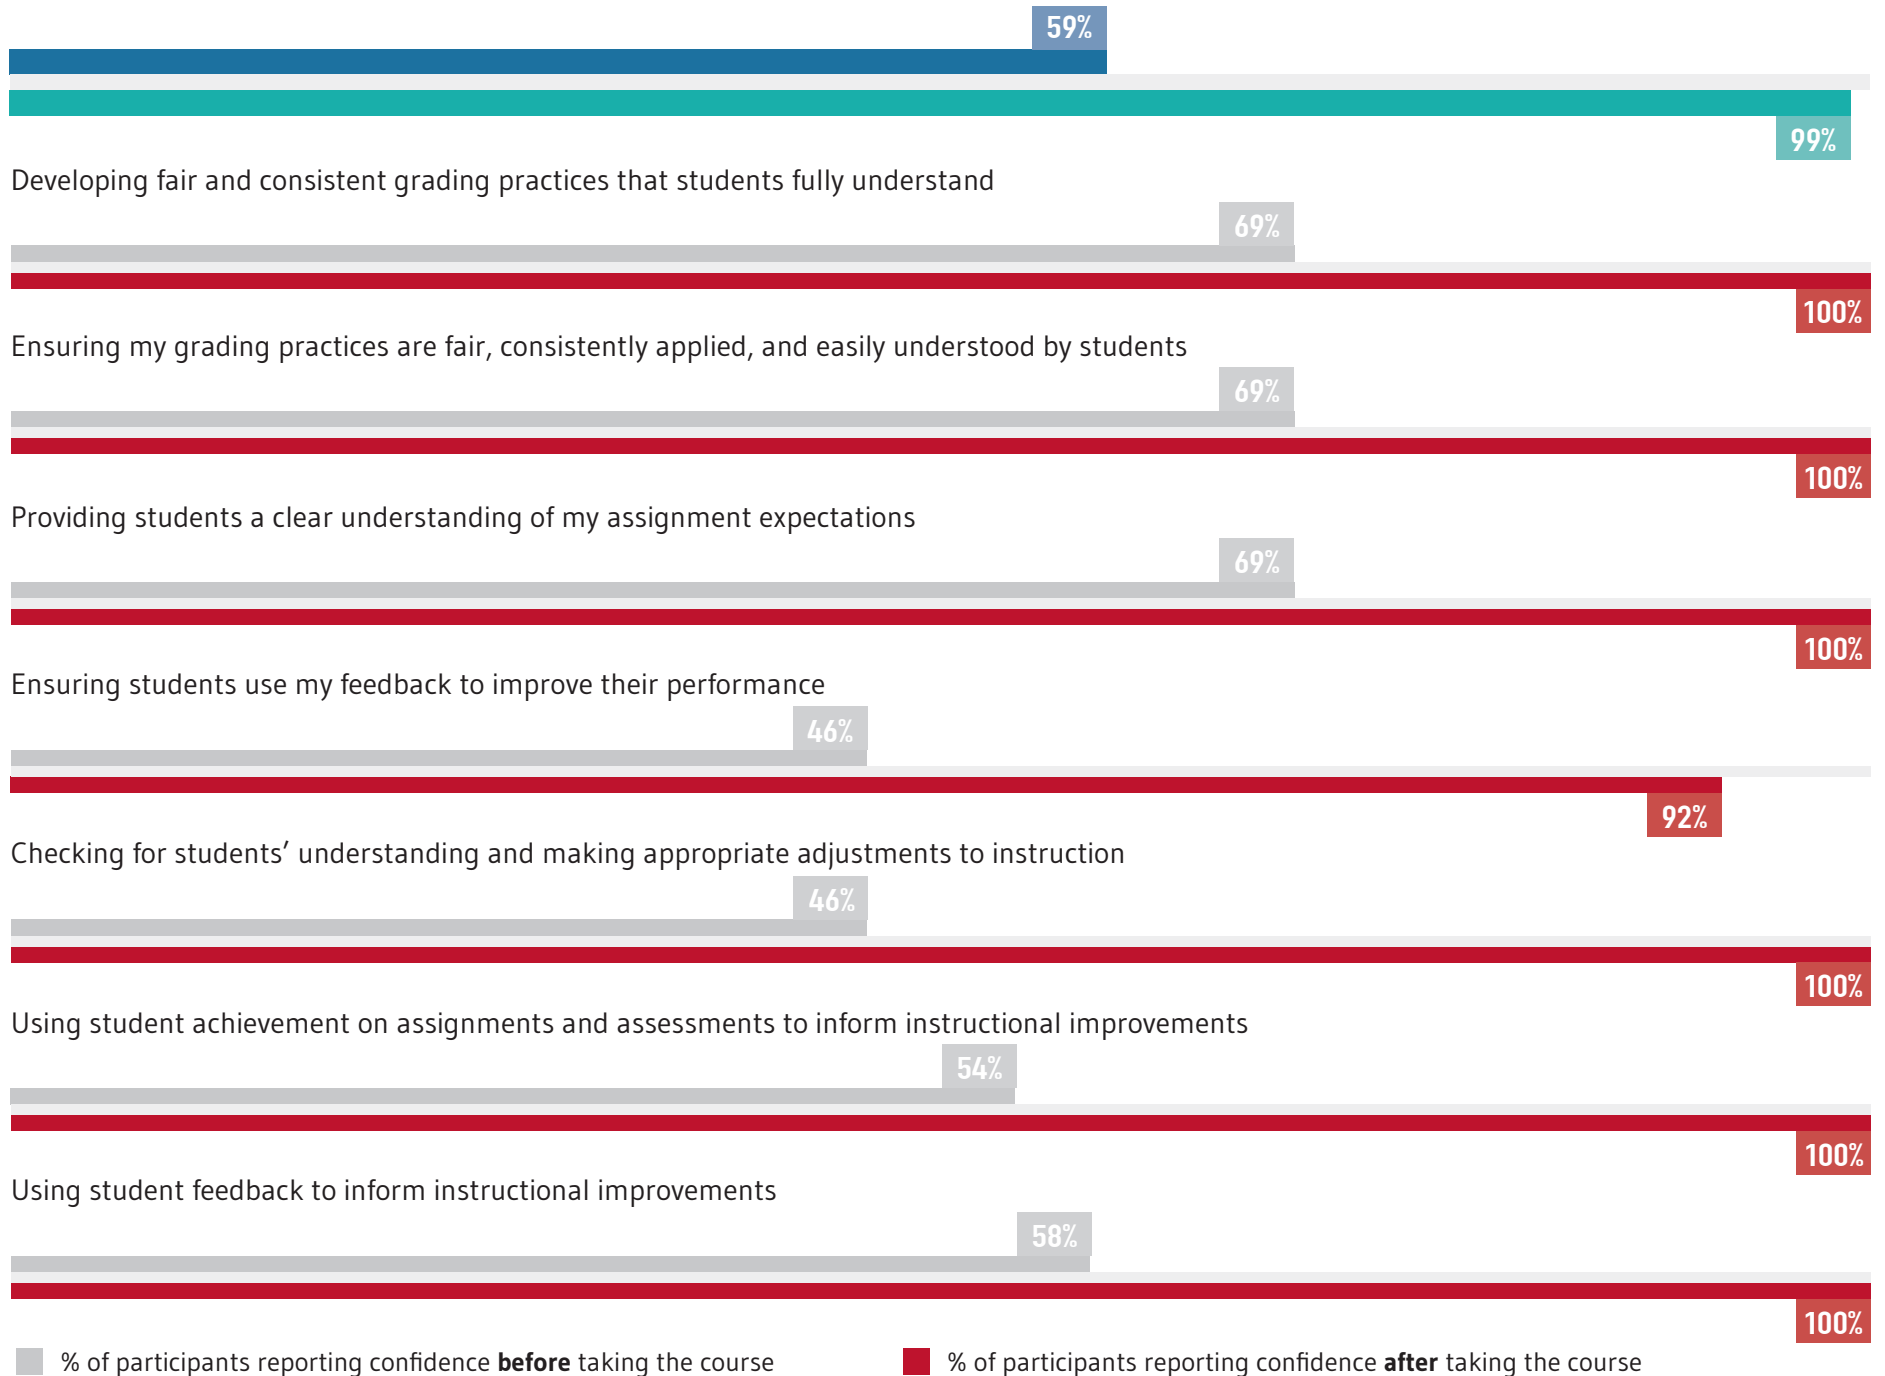 59%
99%
Developing fair and consistent grading practices that students fully understand
69%
100%
Ensuring my grading practices are fair, consistently applied, and easily understood by students
69%
100%
Providing students a clear understanding of my assignment expectations
69%
100%
Ensuring students use my feedback to improve their performance
46%
92%
Checking for students’ understanding and making appropriate adjustments to instruction
46%
100%
Using student achievement on assignments and assessments to inform instructional improvements
54%
100%
Using student feedback to inform instructional improvements
58%
100%
% of participants reporting confidence before taking the course
% of participants reporting confidence after taking the course